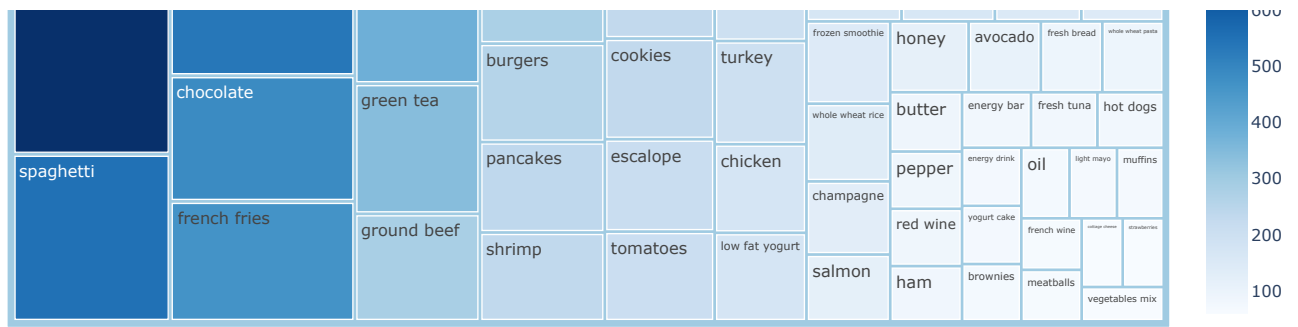 spaghetti
chocolate
french fries
green tea
ground beef
burgers
pancakes
shrimp
cookies
escalope
tomatoes
turkey
chicken
low fat yogurt
frozen smoothie
whole wheat rice
champagne
salmon
honey
avocado
fresh bread
whole wheat pasta
butter
energy bar
fresh tuna
hot dogs
pepper
energy drink
oil
light mayo
muffins
red wine
yogurt cake
french wine
cottage cheese
strawberries
ham
brownies
meatballs
vegetables mix
600
500
400
300
200
100